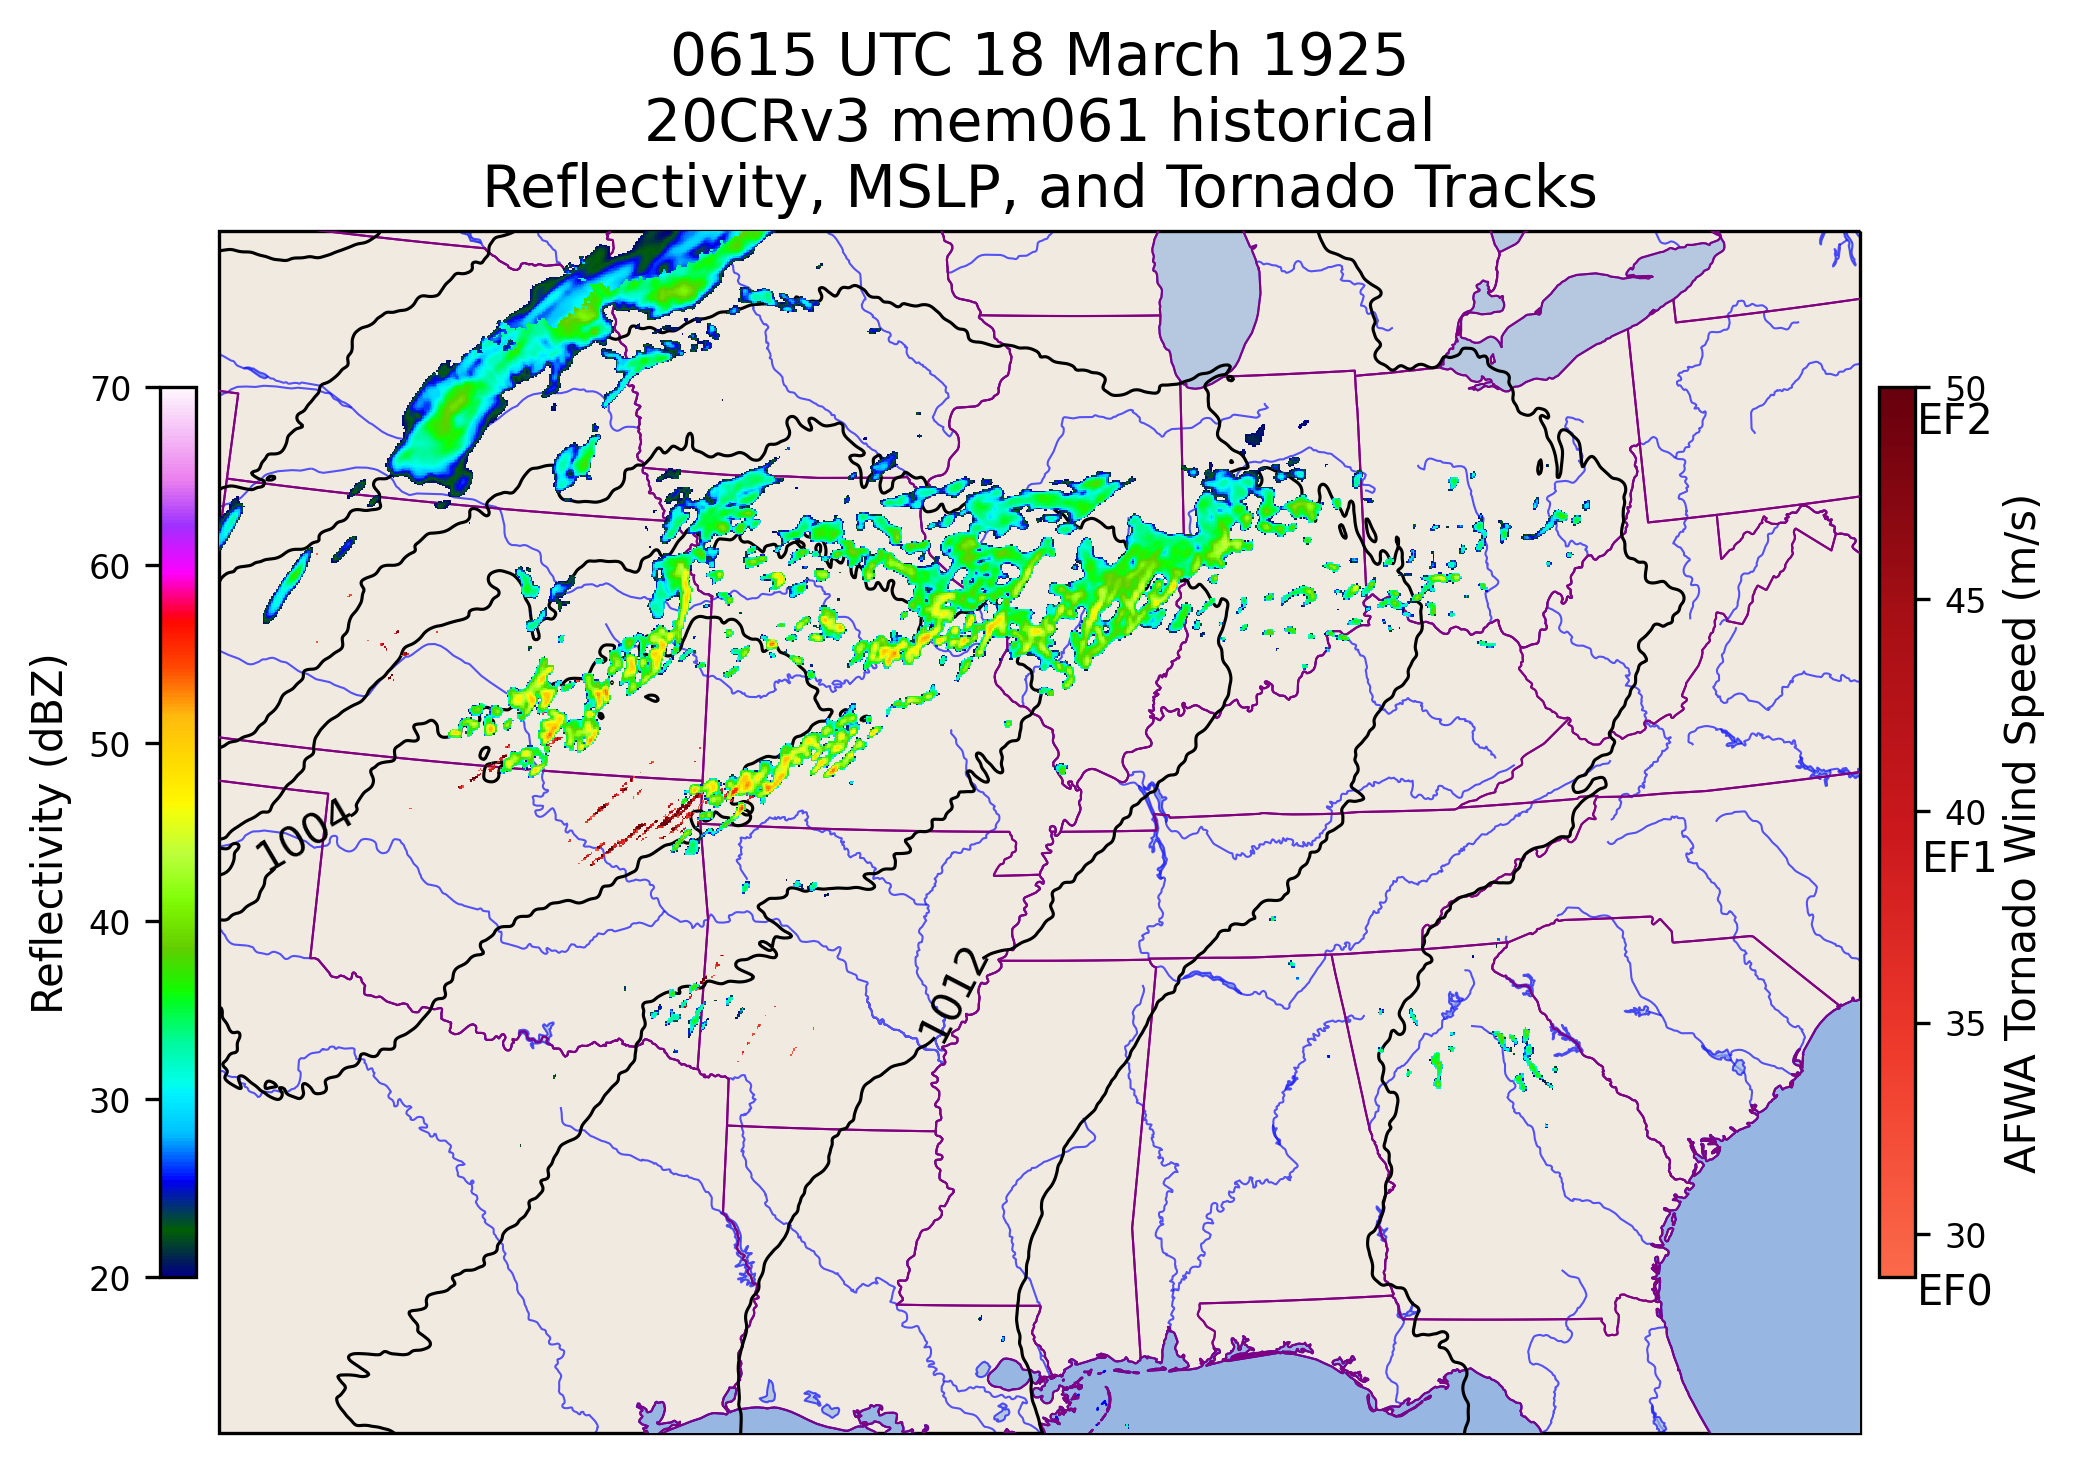 0615 UTC 18 March 1925
20CRv3 mem061 historical
Reflectivity, MSLP, and Tornado Tracks
70
60
50
40
30
20
Reflectivity (dBZ)
1004
1012
50
EF2
45
40
EF1
35
30
EF0
AFWA Tornado Wind Speed (m/s)